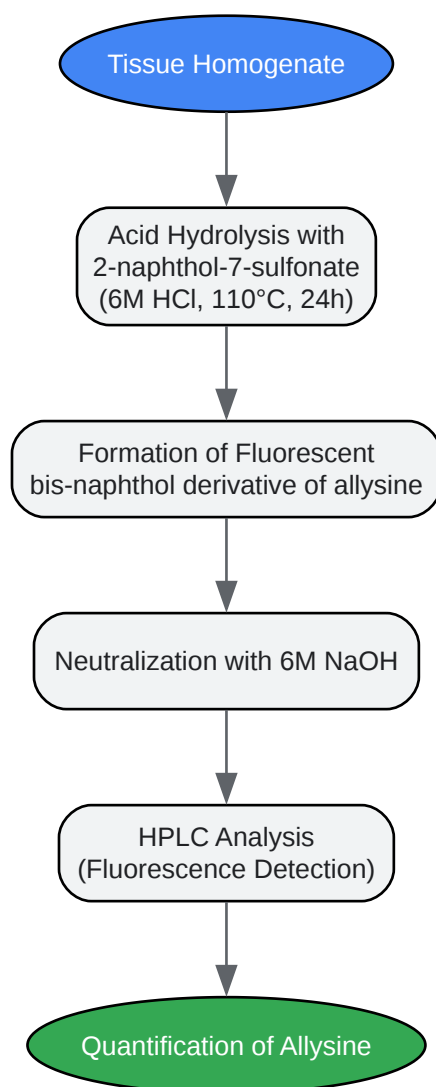 Tissue Homogenate
Acid Hydrolysis with
2-naphthol-7-sulfonate
(6M HCl, 110°C, 24h)
Formation of Fluorescent
bis-naphthol derivative of allysine
Neutralization with 6M NaOH
HPLC Analysis
(Fluorescence Detection)
Quantification of Allysine